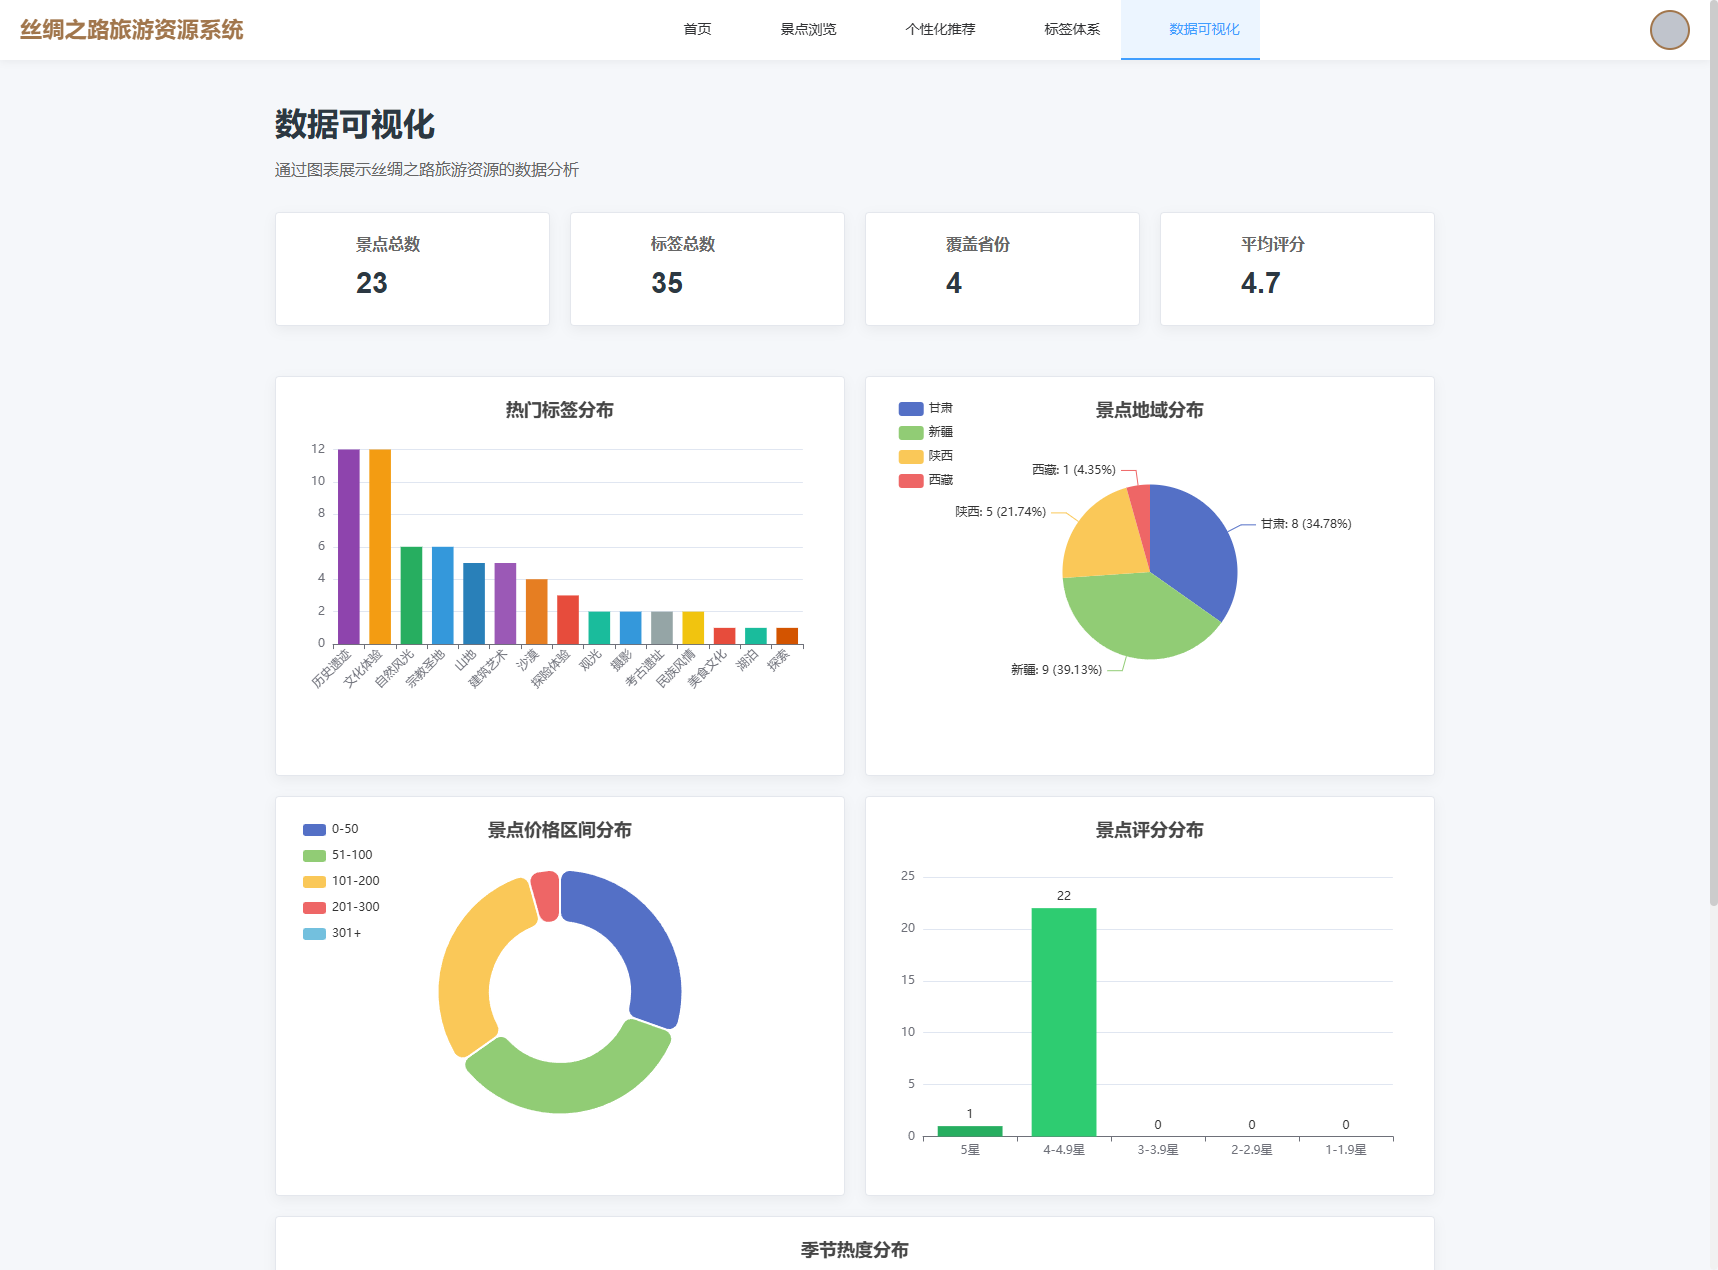 丝绸之路旅游资源系统
首页
景点浏览
个性化推荐
标签体系
数据可视化
数据可视化
通过图表展示丝绸之路旅游资源的数据分析
景点总数
23
标签总数
35
覆盖省份
4
平均评分
4.7
热门标签分布
12
10
8
6
4
2
0
历史遗迹
文化体验
自然风光
宗教圣地
山地
建筑艺术
沙漠
探险体验
观光
摄影
考古遗址
民族风情
美食文化
湖泊
探索
景点地域分布
甘肃
新疆
陕西
西藏
西藏: 1 (4.35%)
陕西: 5 (21.74%)
甘肃: 8 (34.78%)
新疆: 9 (39.13%)
景点价格区间分布
0-50
51-100
101-200
201-300
301+
景点评分分布
25
20
15
10
5
0
1
22
0
0
0
5星
4-4.9星
3-3.9星
2-2.9星
1-1.9星
季节热度分布